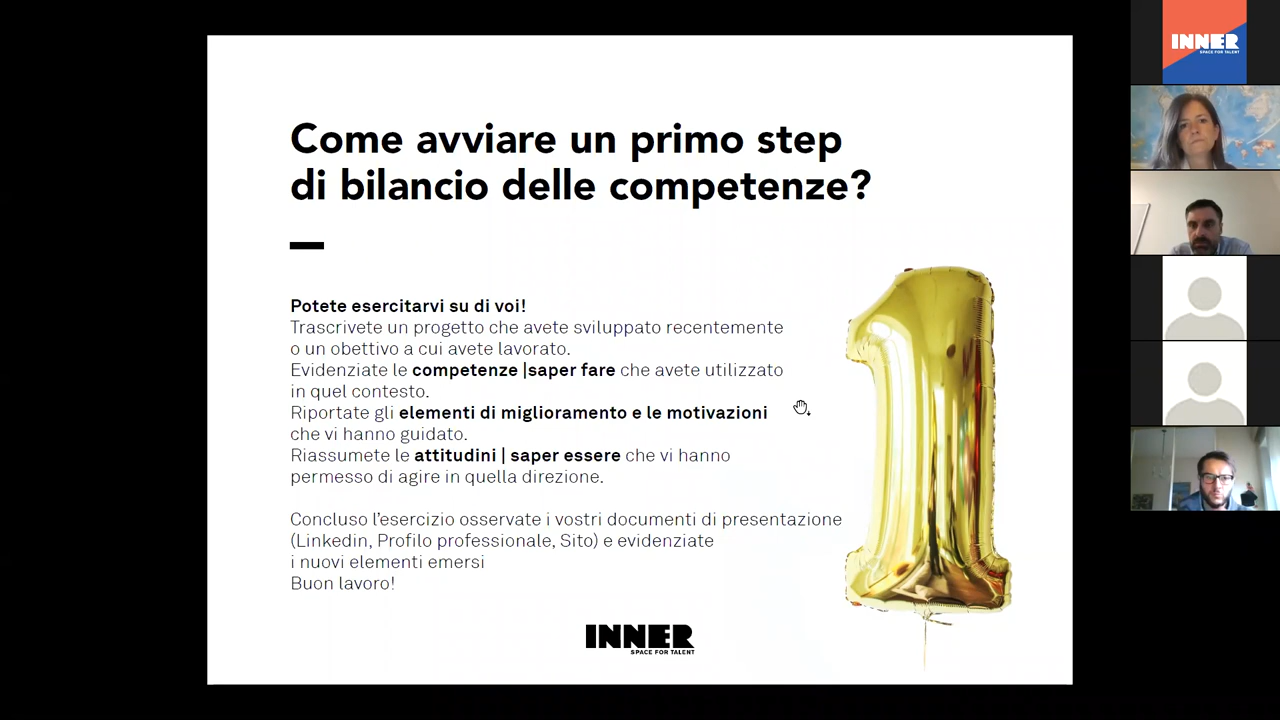 Come avviare un primo step
di bilancio delle competenze?
Potete esercitarvi su di voi!
Trascrivete un progetto che avete sviluppato recentemente
o un obettivo a cui avete lavorato.
Evidenziate le competenze |saper fare che avete utilizzato
in quel contesto.
Riportate gli elementi di miglioramento e le motivazioni
che vi hanno guidato.
Riassumete le attitudini | saper essere che vi hanno
permesso di agire in quella direzione.
Concluso l'esercizio osservate i vostri documenti di presentazione
(Linkedin, Profilo professionale, Sito) e evidenziate
i nuovi elementi emersi
Buon lavoro!
INNER
SPACE FOR TALENT
INNER
SPACE FOR TALENT